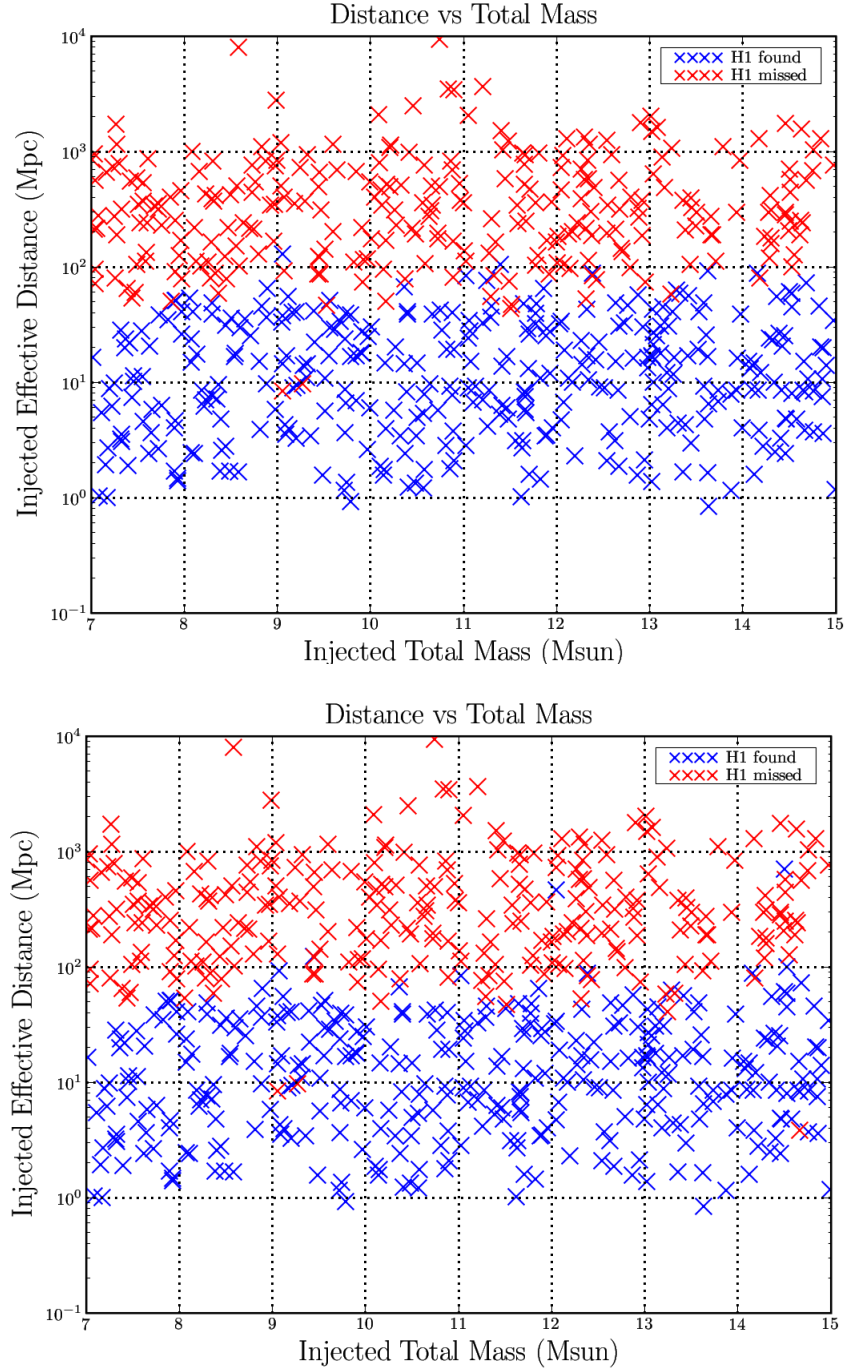 Distance vs Total Mass
10^4
10^3
10^2
10^1
10^0
10^-1
Injected Effective Distance (Mpc)
H1 found
H1 missed
7 8 9 10 11 12 13 14 15
Injected Total Mass (Msun)
Distance vs Total Mass
10^4
10^3
10^2
10^1
10^0
10^-1
Injected Effective Distance (Mpc)
H1 found
H1 missed
7 8 9 10 11 12 13 14 15
Injected Total Mass (Msun)